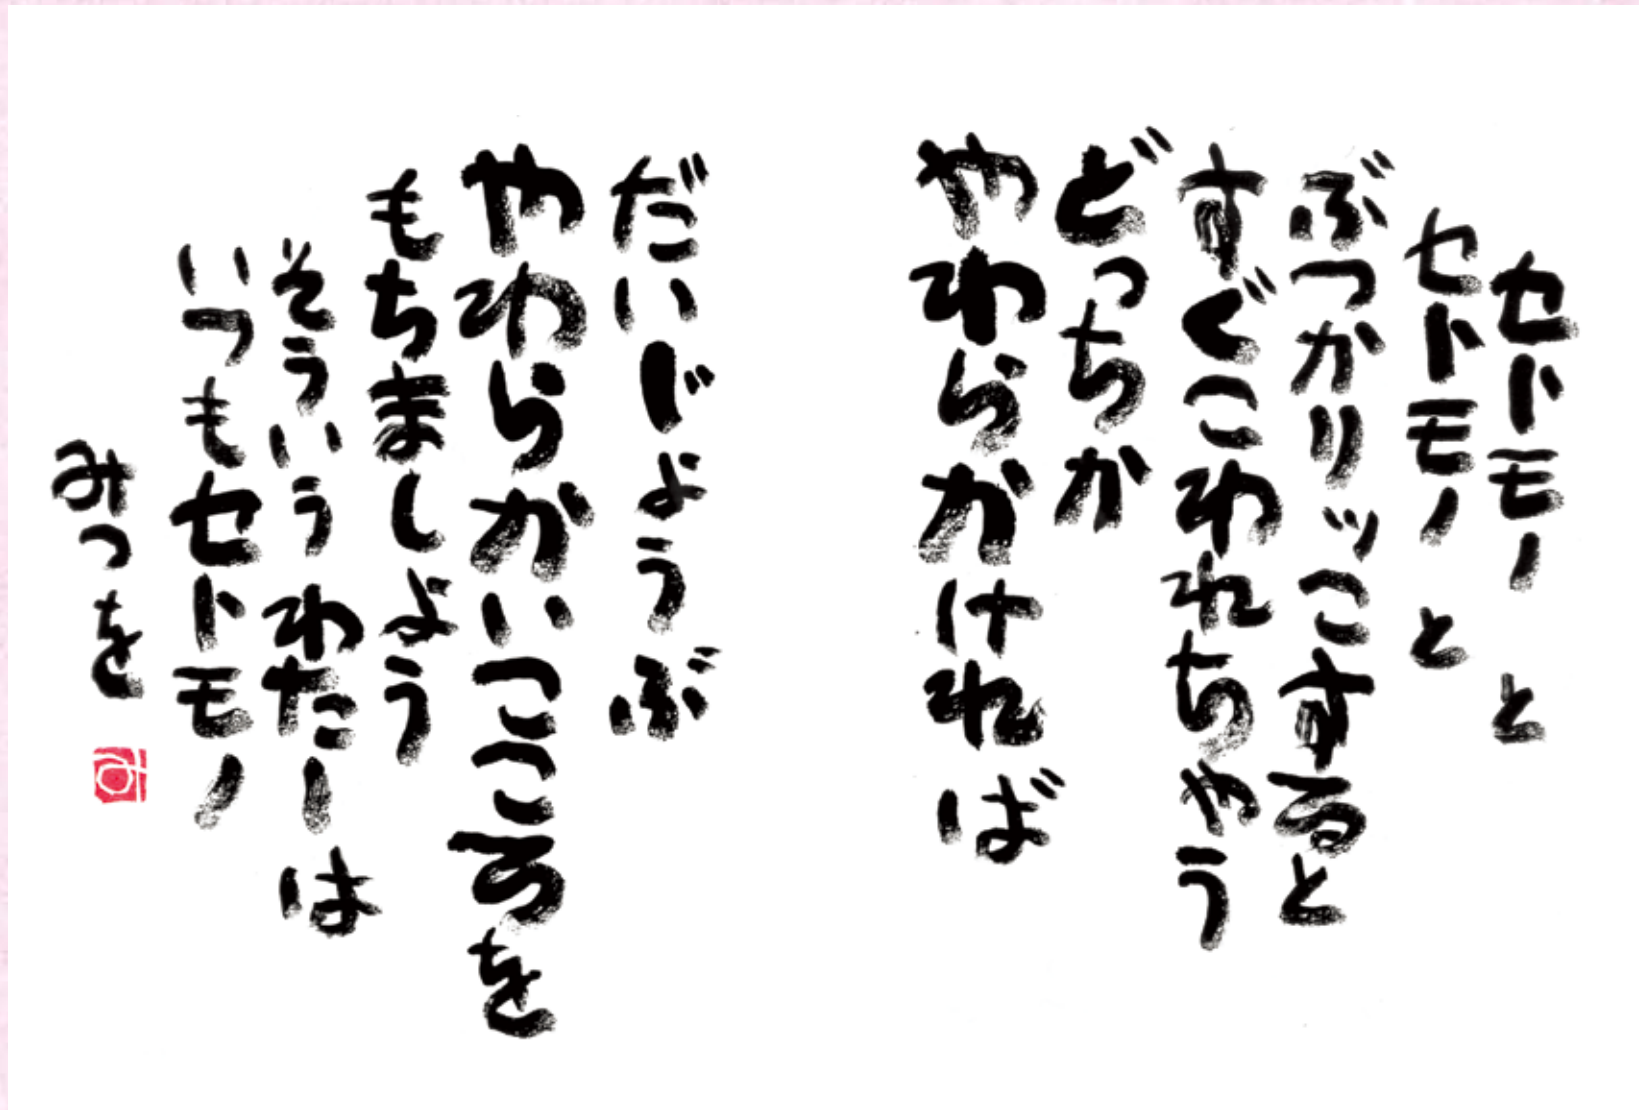 セトモノと
セトモノと
ぶつかりッこすると
すぐこわれちゃう
どっちか
やわらかければ
だいじょうぶ
やわらかいこころを
もちましょう
そういうわたしは
いつもセトモノ
みつを
み